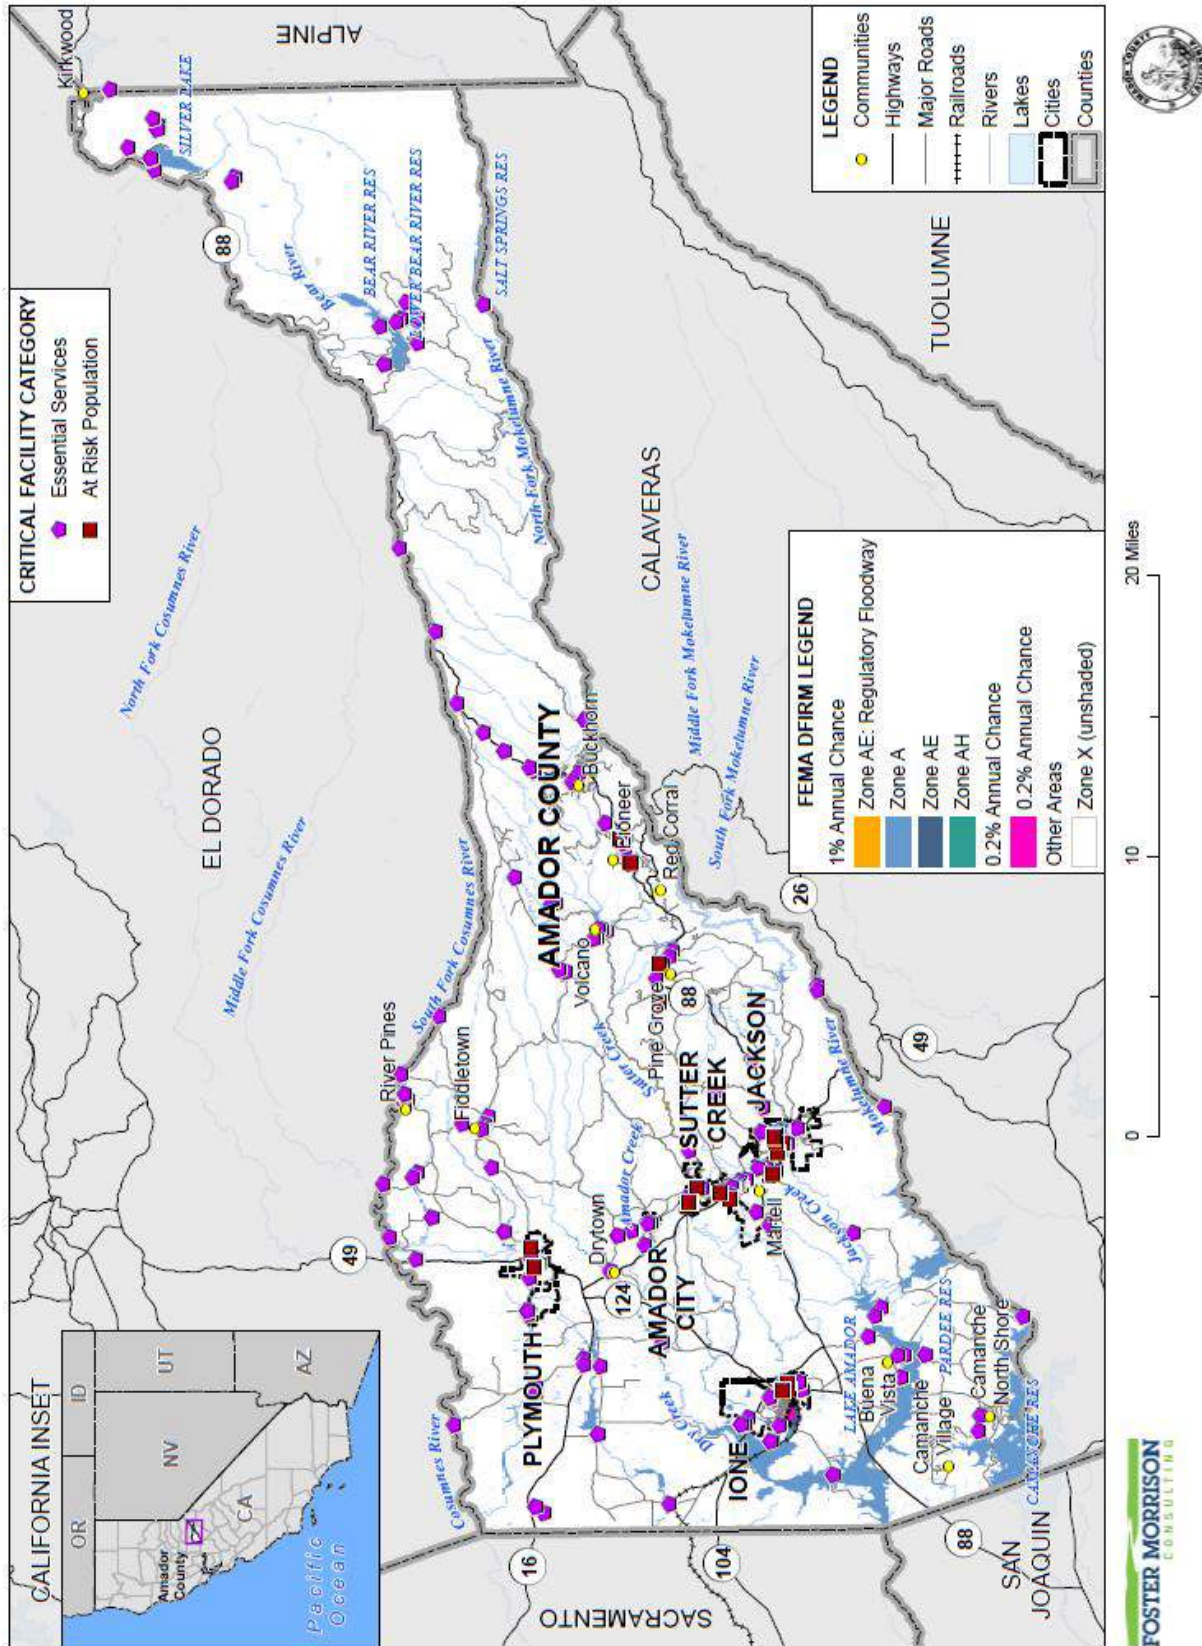 CALIFORNIA INSET
OR
ID
NV
UT
CA
AZ
Amador
County
Pacific
Ocean
CRITICAL FACILITY CATEGORY
Essential Services
At Risk Population
ALPINE
EL DORADO
SACRAMENTO
SAN
JOAQUIN
CALAVERAS
TUOLUMNE
North Fork Cosumnes River
Middle Fork Cosumnes River
South Fork Cosumnes River
Cosumnes River
Kirkwood
SILVER LAKE
88
Bear River
BEAR RIVER RES
LOWER BEAR RIVER RES
SALT SPRINGS RES
North Fork Mokelumne River
Middle Fork Mokelumne River
South Fork Mokelumne River
49
River Pines
Fiddletown
PLYMOUTH
16
Drytown
124
Amador Creek
AMADOR
CITY
AMADOR COUNTY
Volcano
Buckhorn
Pioneer
Red Corral
Pine Grove
88
Sutter Creek
SUTTER
CREEK
JACKSON
Martell
Jackson Creek
Mokelumne River
26
49
Dry Creek
IONE
104
LAKE AMADOR
Buena
Vista
PARDEE RES
Camanche
Village
Camanche
North Shore
CAMANCHE RES
88
FEMA DFIRM LEGEND
1% Annual Chance
Zone AE: Regulatory Floodway
Zone A
Zone AE
Zone AH
0.2% Annual Chance
0.2% Annual Chance
Other Areas
Zone X (unshaded)
LEGEND
Communities
Highways
Major Roads
Railroads
Rivers
Lakes
Cities
Counties
0
10
20 Miles
FOSTER MORRISON
CONSULTING
AMADOR COUNTY